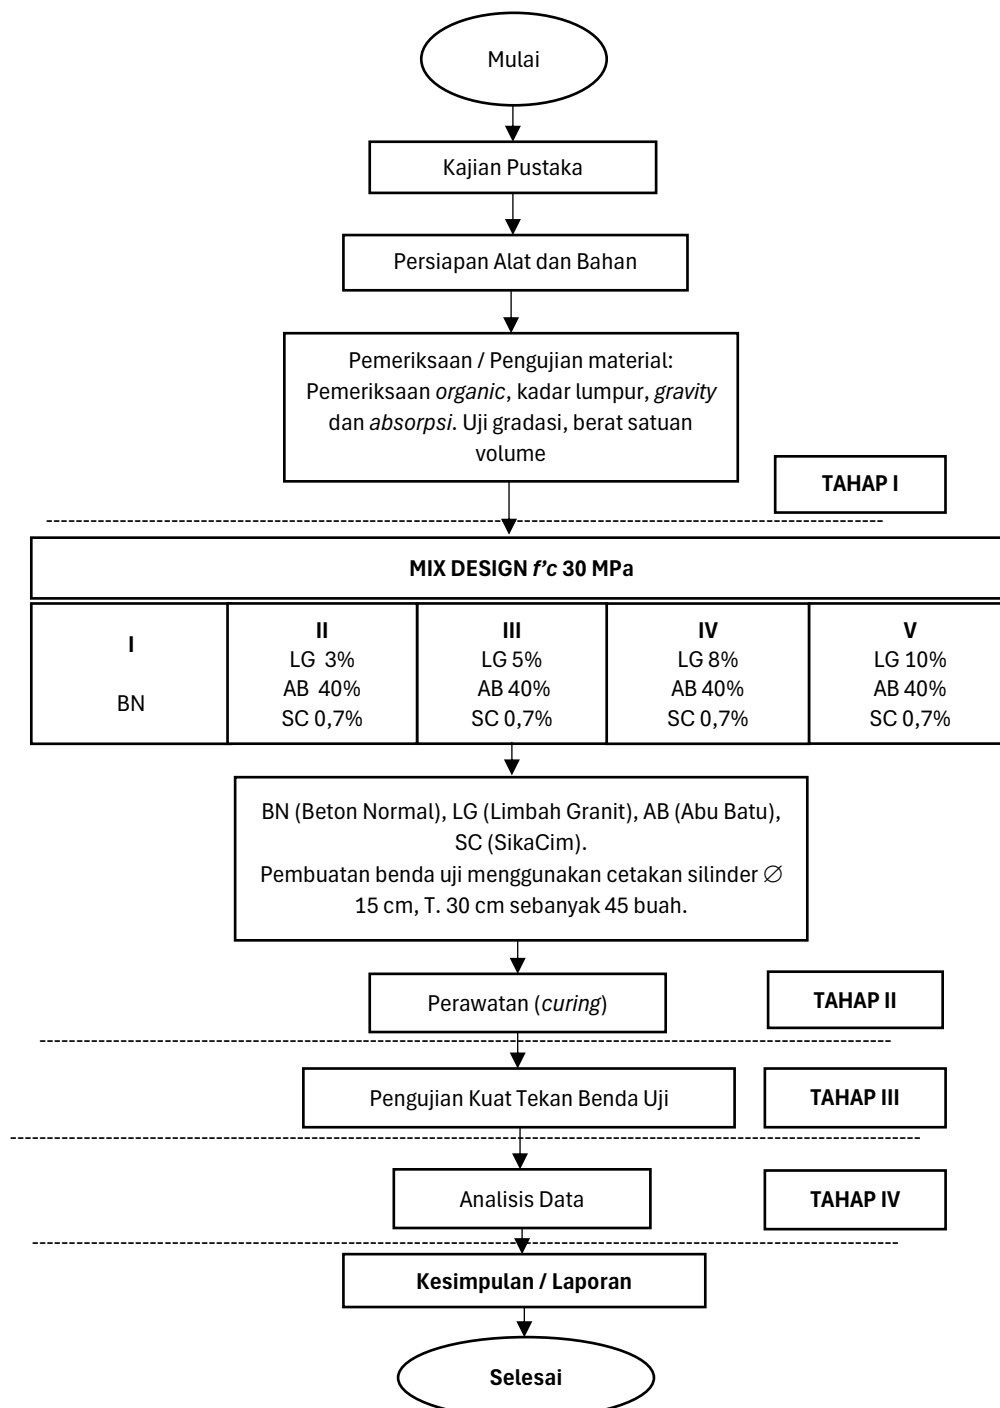 Mulai
Kajian Pustaka
Persiapan Alat dan Bahan
Pemeriksaan / Pengujian material:
Pemeriksaan organic, kadar lumpur, gravity
dan absorpsi. Uji gradasi, berat satuan
volume
TAHAP I
MIX DESIGN f’c 30 MPa
I
BN
II
LG 3%
AB 40%
SC 0,7%
III
LG 5%
AB 40%
SC 0,7%
IV
LG 8%
AB 40%
SC 0,7%
V
LG 10%
AB 40%
SC 0,7%
BN (Beton Normal), LG (Limbah Granit), AB (Abu Batu),
SC (SikaCim).
Pembuatan benda uji menggunakan cetakan silinder ∅
15 cm, T. 30 cm sebanyak 45 buah.
Perawatan (curing)
TAHAP II
Pengujian Kuat Tekan Benda Uji
TAHAP III
Analisis Data
TAHAP IV
Kesimpulan / Laporan
Selesai